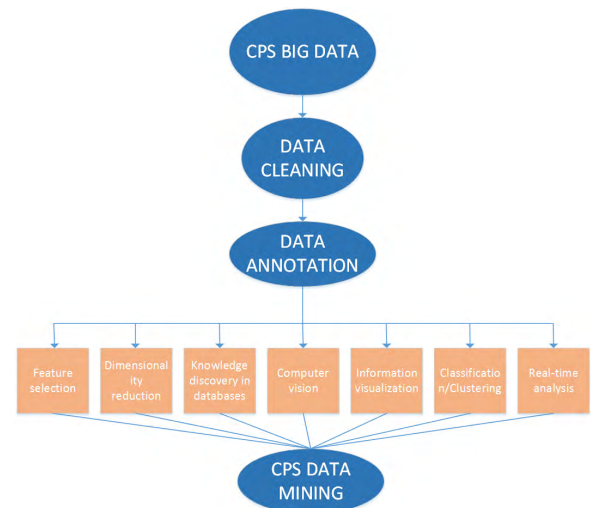 CPS BIG DATA
DATA
CLEANING
DATA
ANNOTATION
Feature
selection
Dimensional
ity
reduction
Knowledge
discovery in
databases
Computer
vision
Information
visualization
Classificatio
n/Clustering
Real-time
analysis
CPS DATA
MINING